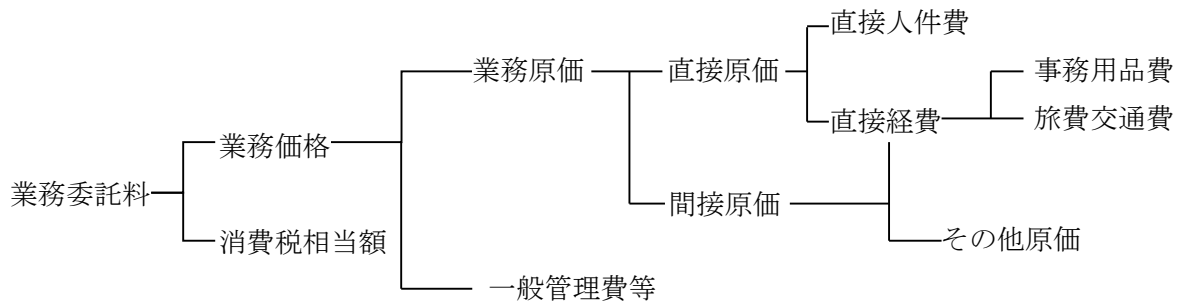 直接人件費
業務原価
直接原価
事務用品費
直接経費
旅費交通費
業務価格
業務委託料
間接原価
消費税相当額
その他原価
一般管理費等